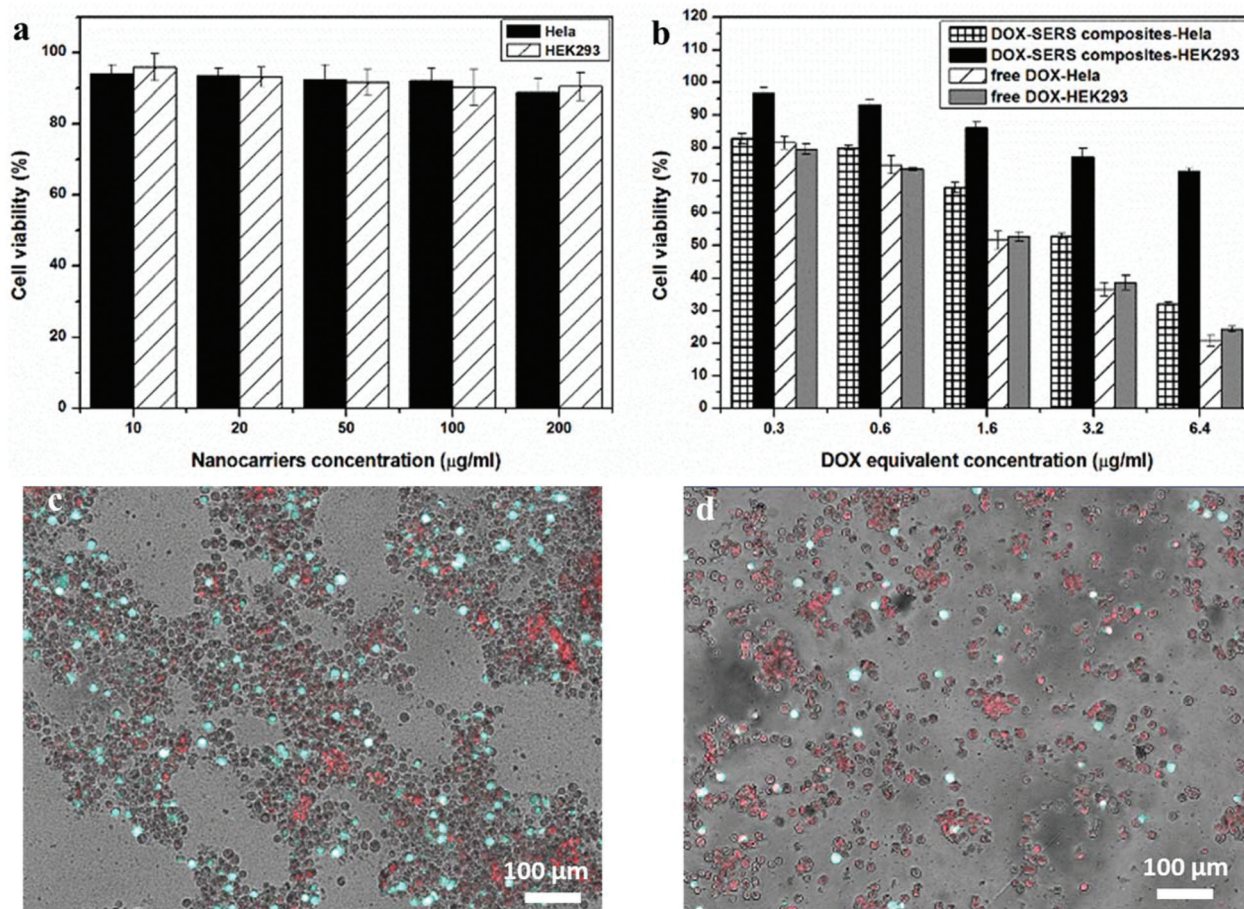 a
Hela
HEK293
100
80
60
40
20
0
Cell viability (%)
10 20 50 100 200
Nanocarriers concentration (μg/ml)
b
DOX-SERS composites-Hela
DOX-SERS composites-HEK293
free DOX-Hela
free DOX-HEK293
120
110
100
90
80
70
60
50
40
30
20
10
0
Cell viability (%)
0.3 0.6 1.6 3.2 6.4
DOX equivalent concentration (μg/ml)
c
100 μm
d
100 μm